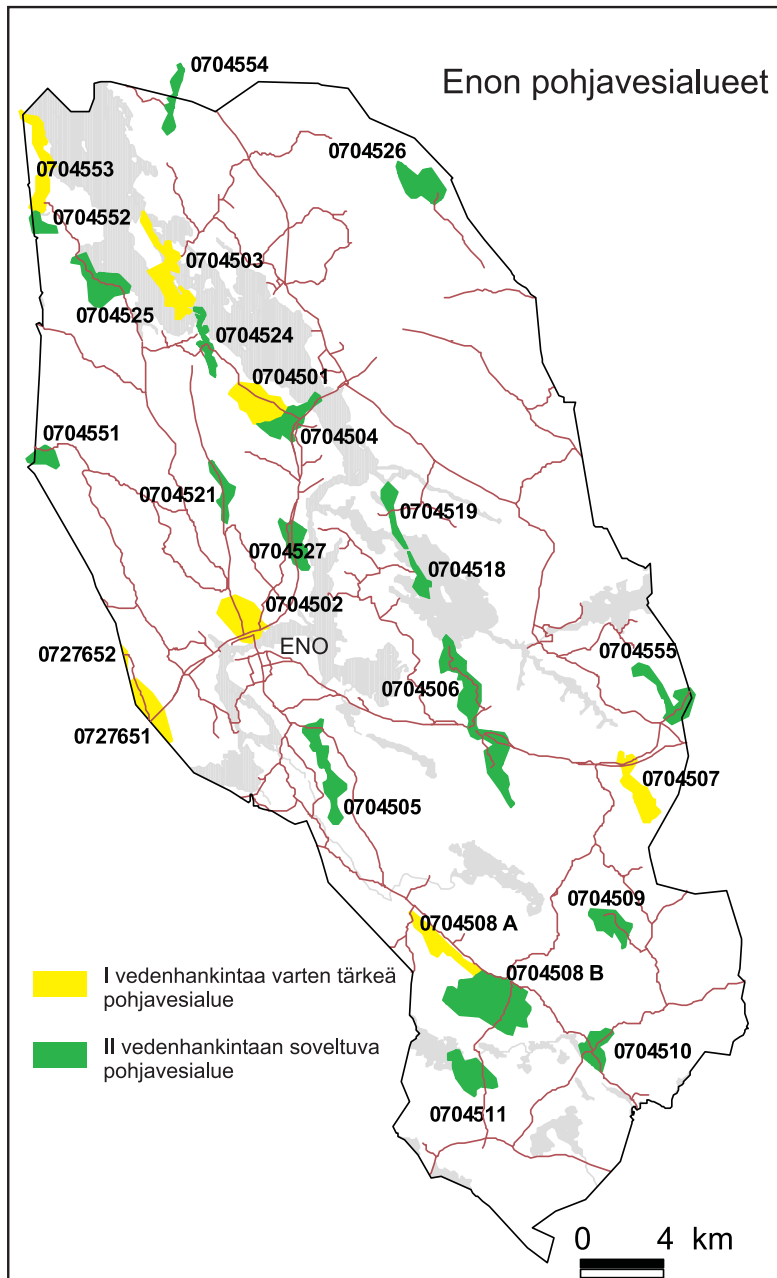 0704554
Enon pohjavesialueet
0704526
0704553
0704552
0704503
0704525
0704524
0704501
0704504
0704551
0704521
0704519
0704527
0704518
0704502
ENO
0727652
0704555
0704506
0727651
0704507
0704505
0704509
0704508 A
0704508 B
I vedenhankintaa varten tärkeä
pohjavesialue
II vedenhankintaan soveltuva
pohjavesialue
0704510
0704511
0 4 km